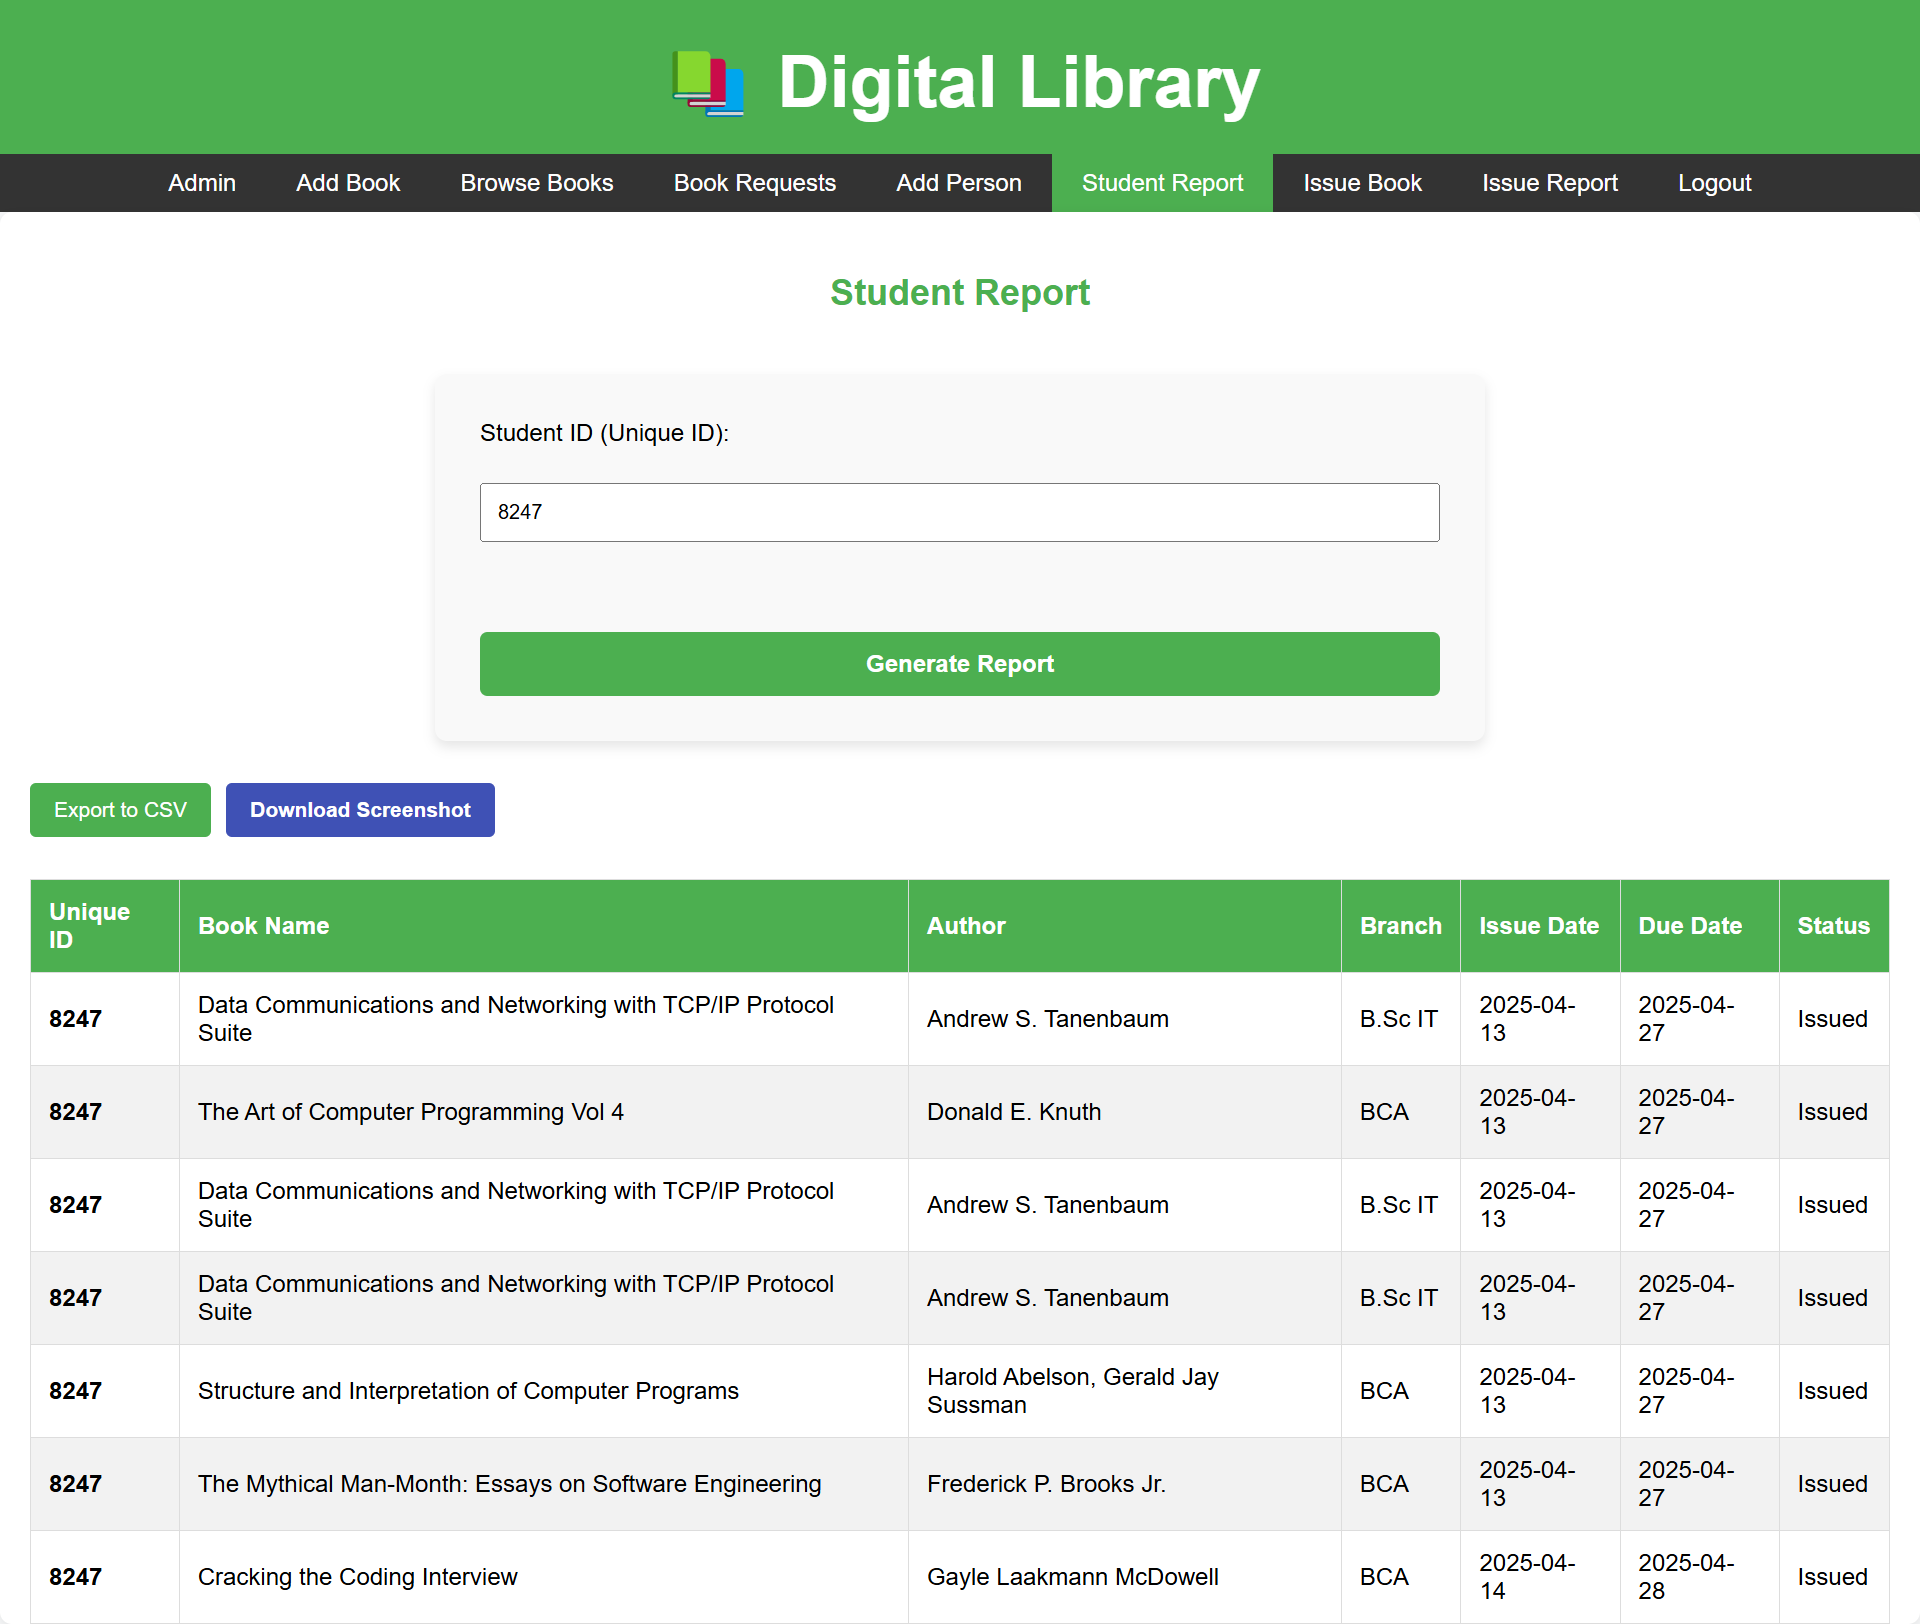 Digital Library
Admin Add Book Browse Books Book Requests Add Person Student Report Issue Book Issue Report Logout
Student Report
Student ID (Unique ID):
8247
Generate Report
Export to CSV Download Screenshot
Unique ID Book Name Author Branch Issue Date Due Date Status
8247 Data Communications and Networking with TCP/IP Protocol Suite Andrew S. Tanenbaum B.Sc IT 2025-04-13 2025-04-27 Issued
8247 The Art of Computer Programming Vol 4 Donald E. Knuth BCA 2025-04-13 2025-04-27 Issued
8247 Data Communications and Networking with TCP/IP Protocol Suite Andrew S. Tanenbaum B.Sc IT 2025-04-13 2025-04-27 Issued
8247 Data Communications and Networking with TCP/IP Protocol Suite Andrew S. Tanenbaum B.Sc IT 2025-04-13 2025-04-27 Issued
8247 Structure and Interpretation of Computer Programs Harold Abelson, Gerald Jay Sussman BCA 2025-04-13 2025-04-27 Issued
8247 The Mythical Man-Month: Essays on Software Engineering Frederick P. Brooks Jr. BCA 2025-04-13 2025-04-27 Issued
8247 Cracking the Coding Interview Gayle Laakmann McDowell BCA 2025-04-14 2025-04-28 Issued